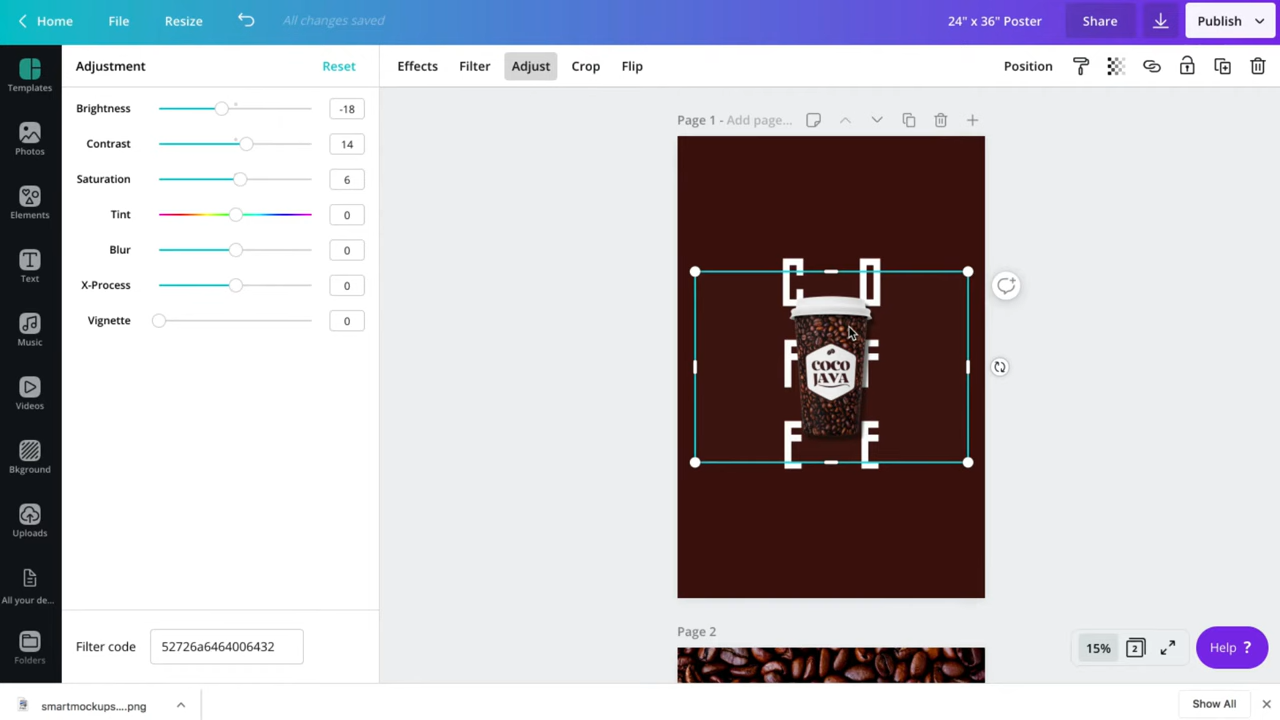 Home File Resize All changes saved 24" x 36" Poster Share Publish
Adjustment Reset Effects Filter Adjust Crop Flip Position
Templates
Photos
Elements
Text
Music
Videos
Bkground
Uploads
All your de...
Folders
Brightness -18
Contrast 14
Saturation 6
Tint 0
Blur 0
X-Process 0
Vignette 0
Filter code 52726a6464006432
Page 1 - Add page...
C O
F F
E E
COCO
JAVA
Page 2
15% 2 Help ?
smartmockups....png Show All